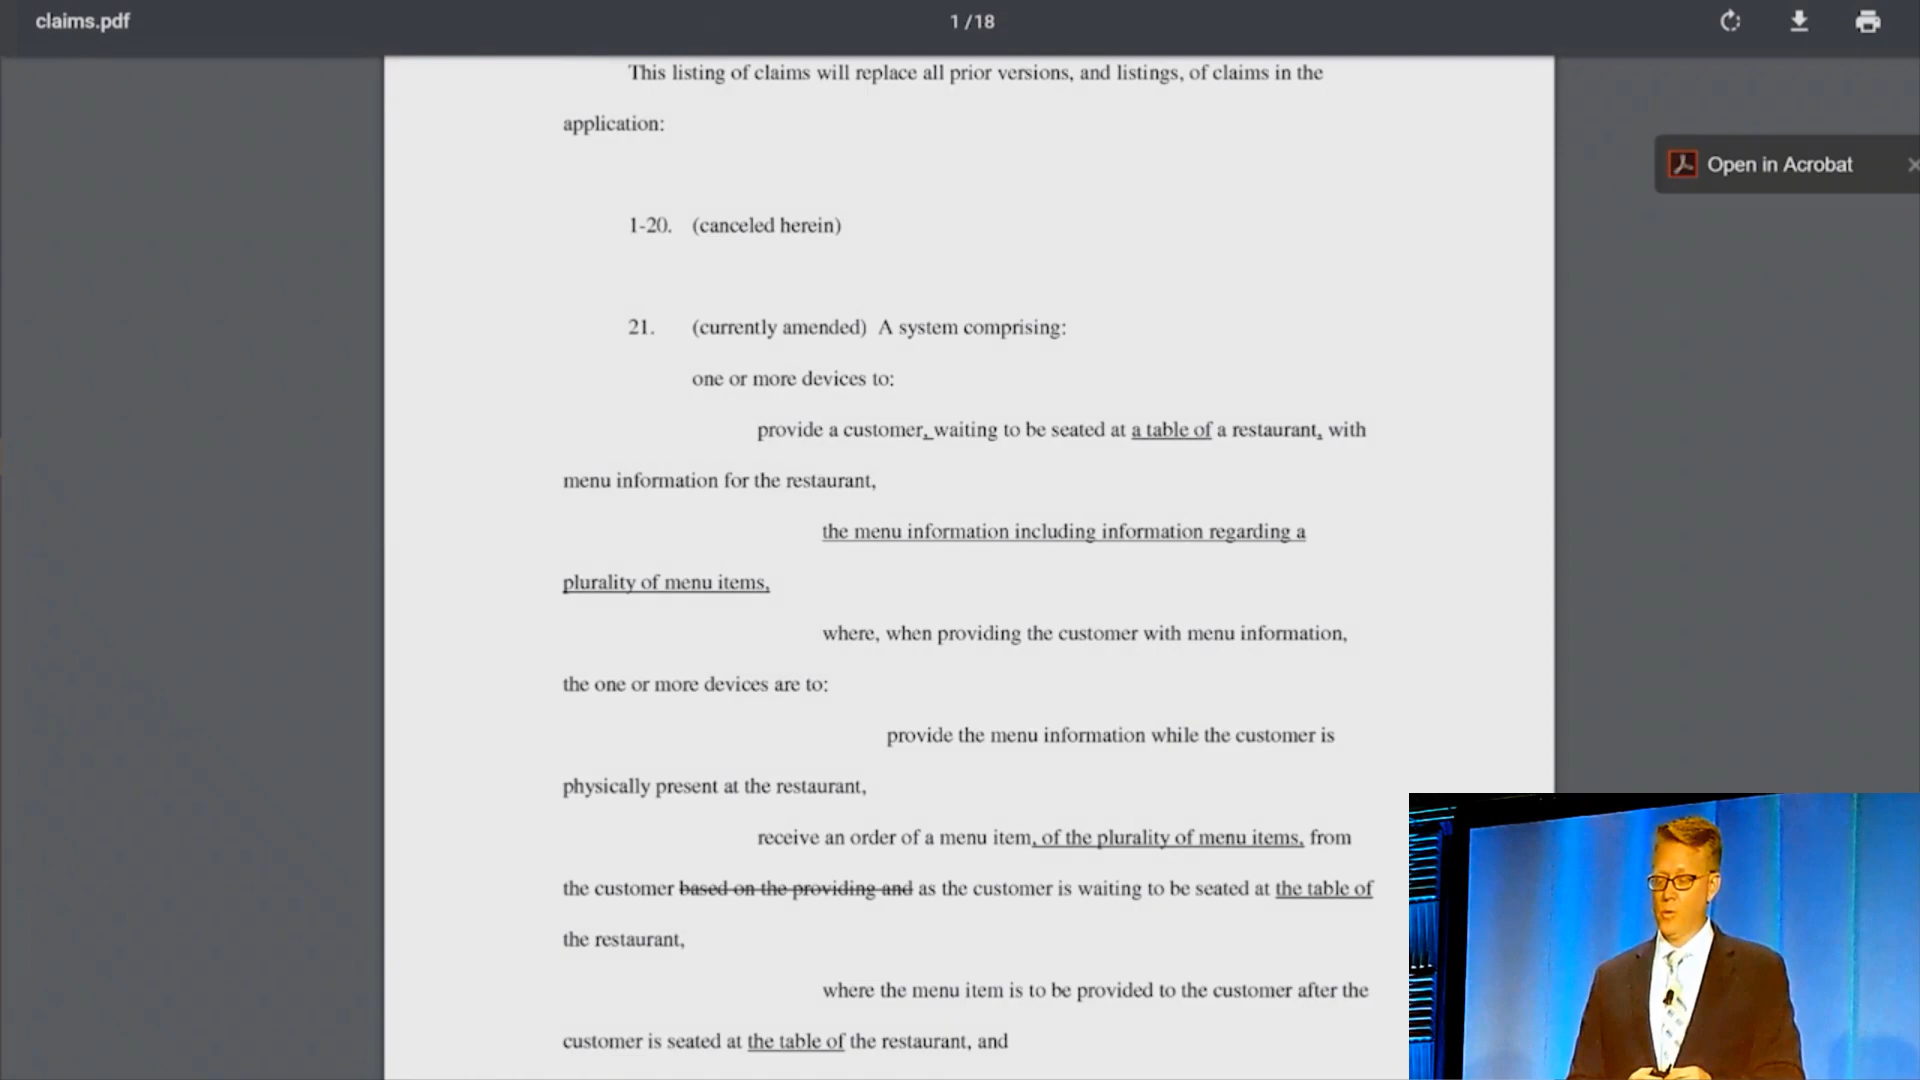 claims.pdf
1 / 18
This listing of claims will replace all prior versions, and listings, of claims in the
application:
Open in Acrobat
1-20. (canceled herein)
21. (currently amended) A system comprising:
one or more devices to:
provide a customer, waiting to be seated at a table of a restaurant, with
menu information for the restaurant,
the menu information including information regarding a
plurality of menu items,
where, when providing the customer with menu information,
the one or more devices are to:
provide the menu information while the customer is
physically present at the restaurant,
receive an order of a menu item, of the plurality of menu items, from
the customer based on the providing and as the customer is waiting to be seated at the table of
the restaurant,
where the menu item is to be provided to the customer after the
customer is seated at the table of the restaurant, and